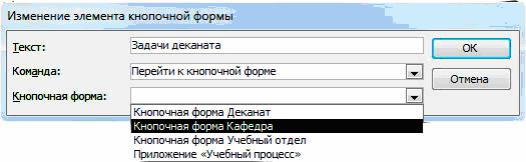 Изменение элемента кнопочной формы
Текст: Задачи деканата
ОК
Команда: Перейти к кнопочной форме
Отмена
Кнопочная форма:
Кнопочная форма Деканат
Кнопочная форма Кафедра
Кнопочная форма Учебный отдел
Приложение «Учебный процесс»